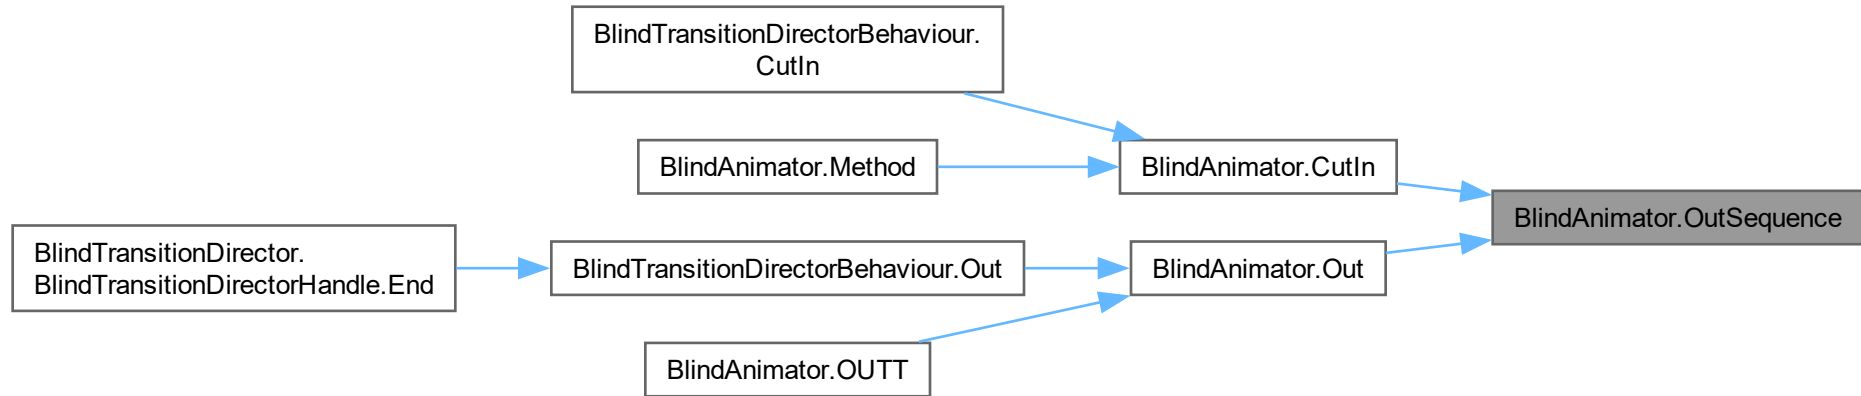 BlindTransitionDirectorBehaviour.
CutIn
BlindAnimator.Method
BlindAnimator.CutIn
BlindAnimator.OutSequence
BlindTransitionDirector.
BlindTransitionDirectorHandle.End
BlindTransitionDirectorBehaviour.Out
BlindAnimator.Out
BlindAnimator.OUTT